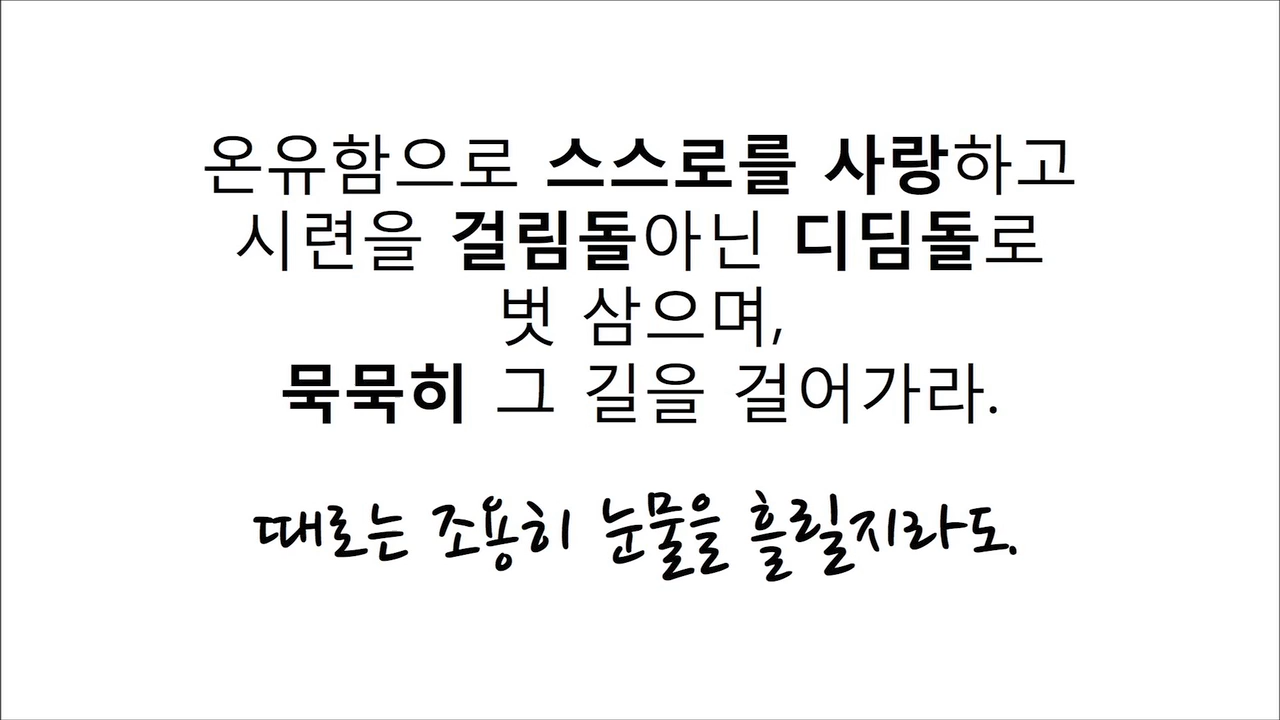 온유함으로 스스로를 사랑하고
시련을 걸림돌아닌 디딤돌로
벗 삼으며,
묵묵히 그 길을 걸어가라.
때로는 조용히 눈물을 흘릴지라도.